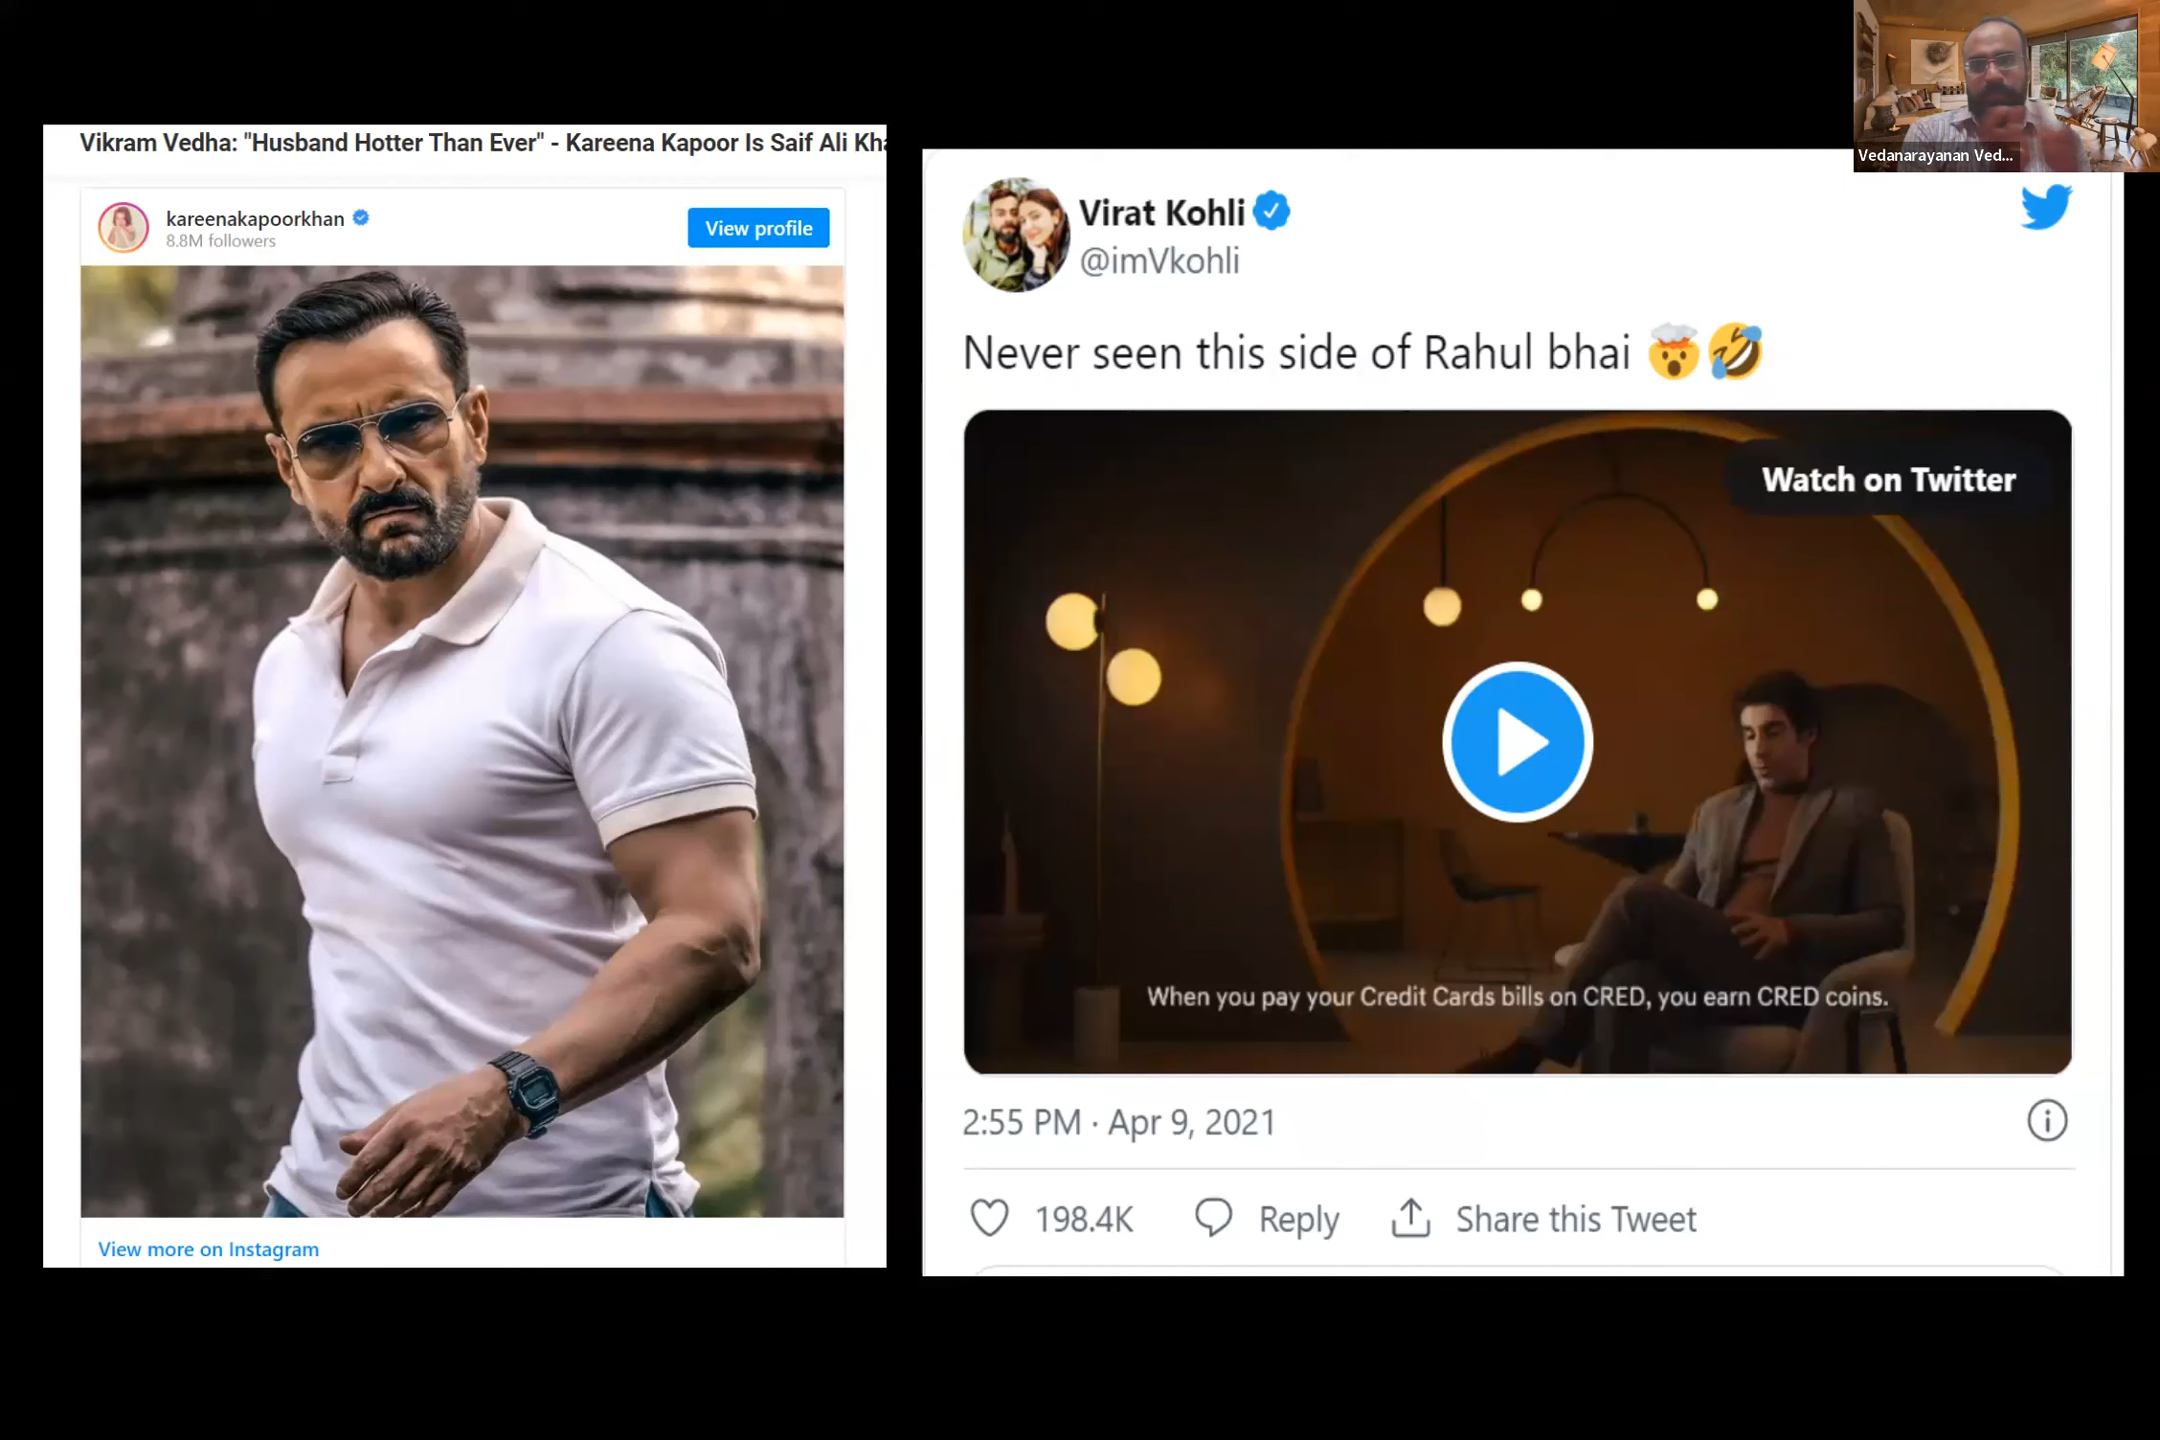 Vikram Vedha: "Husband Hotter Than Ever" - Kareena Kapoor Is Saif Ali Kha
kareenakapoorkhan
8.8M followers
View profile
View more on Instagram
Virat Kohli
@imVkohli
Never seen this side of Rahul bhai 🤯🤣
Watch on Twitter
When you pay your Credit Cards bills on CRED, you earn CRED coins.
2:55 PM · Apr 9, 2021
198.4K
Reply
Share this Tweet
Vedanarayanan Ved...